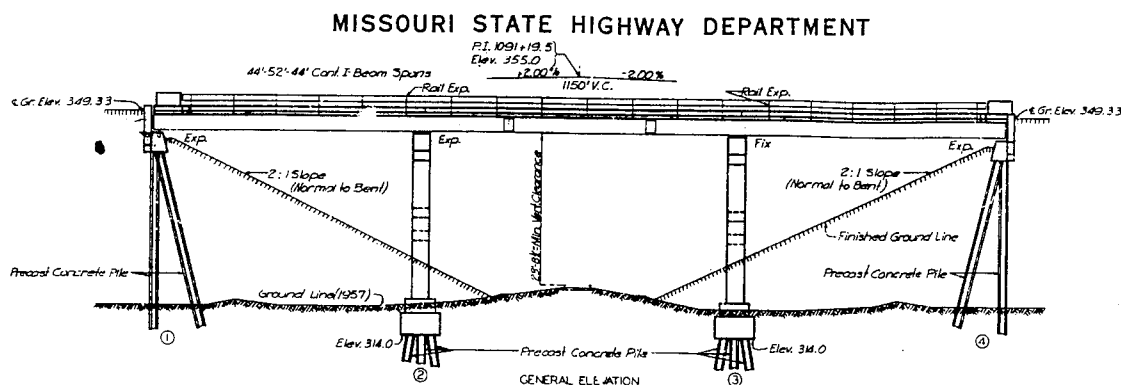 MISSOURI STATE HIGHWAY DEPARTMENT
P.I. 1091+19.5
Elev. 355.0
+2.00% -2.00%
1150' V.C.
44'-52'-44' Cont. I-Beam Spans
Rail Exp. Rail Exp.
℄ Gr. Elev. 349.33 ℄ Gr. Elev. 349.33
Exp. Exp. Fix Exp.
2:1 Slope
(Normal to Bent)
2:1 Slope
(Normal to Bent)
Min. Vert. Clearance
Finished Ground Line
Precast Concrete Pile Precast Concrete Pile
Ground Line (1957)
1 4
Elev. 314.0 Precast Concrete Pile Elev. 314.0
2 3
GENERAL ELEVATION